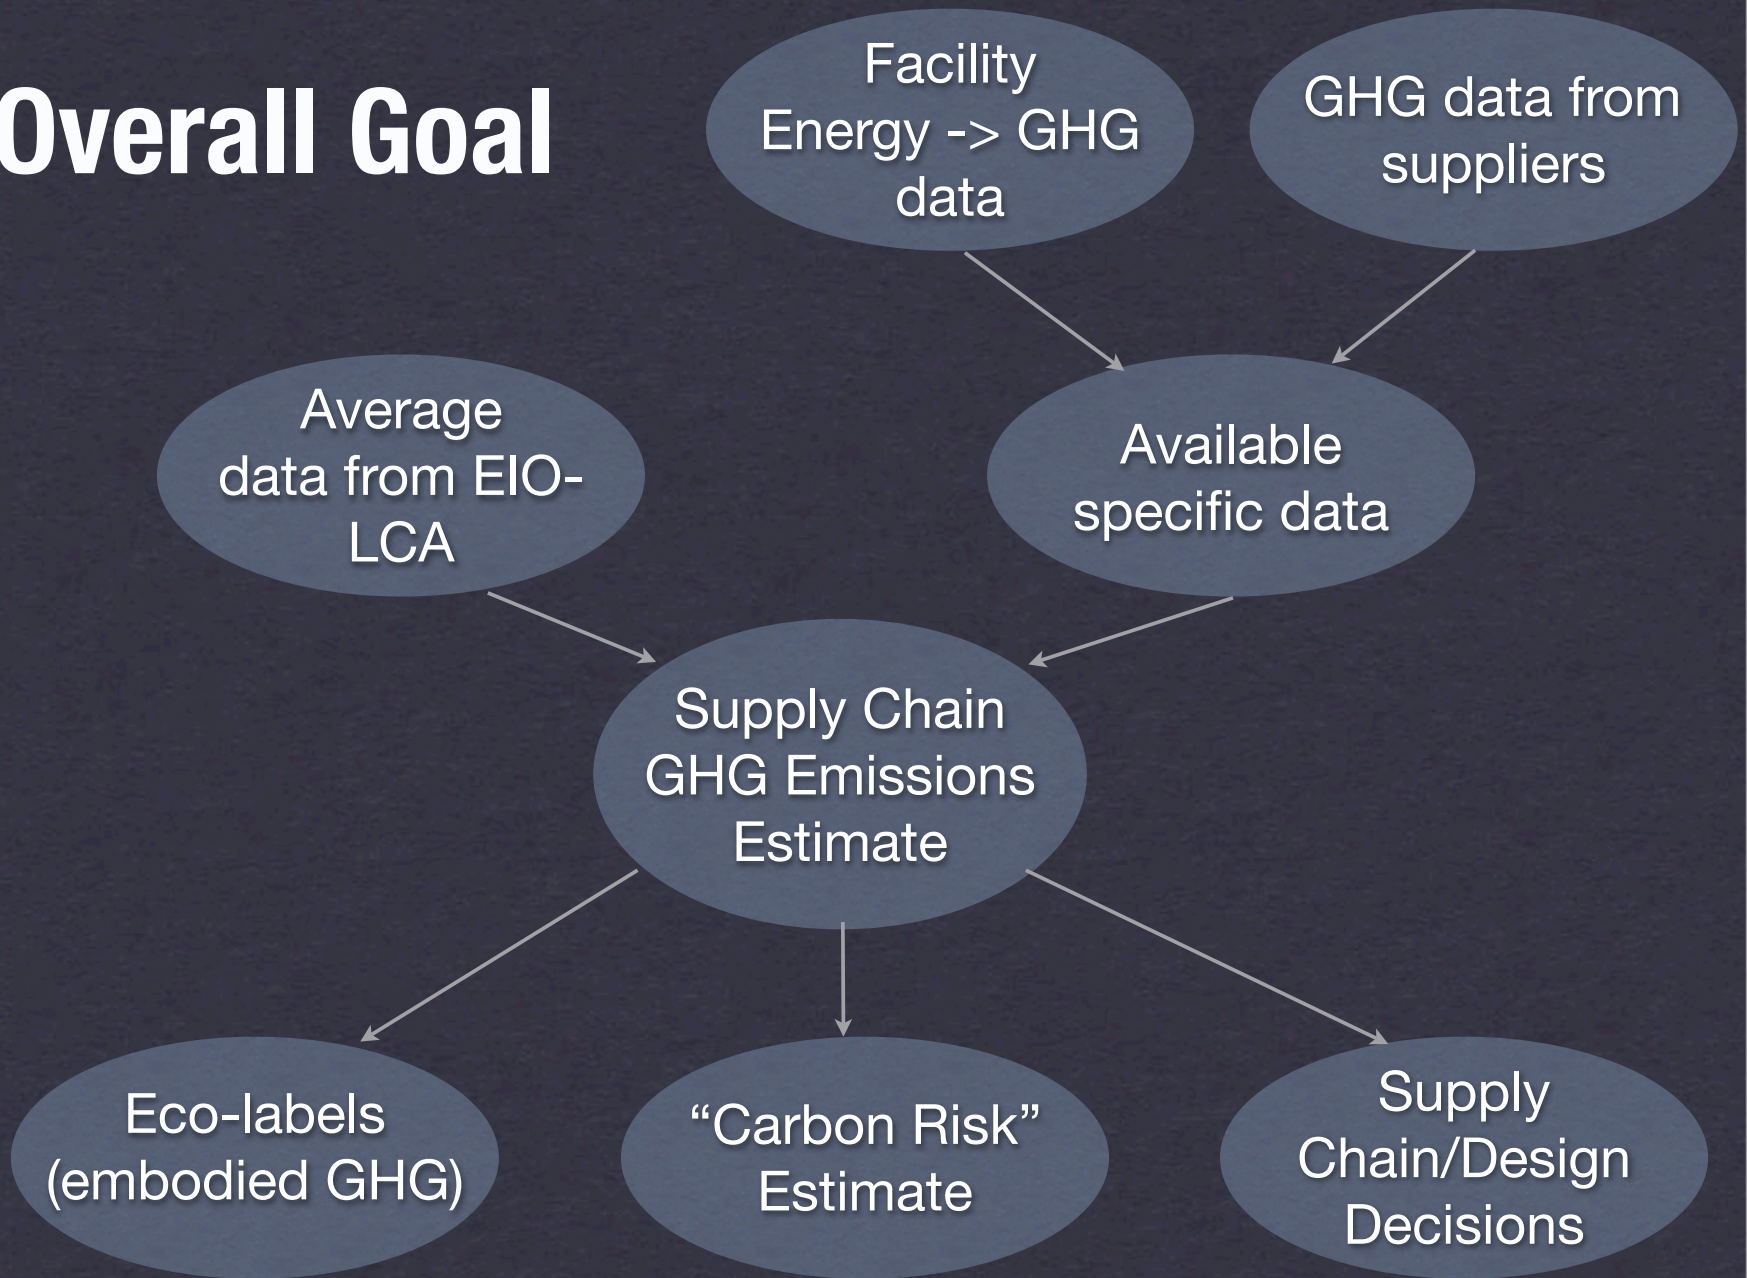 Overall Goal
Facility
Energy -> GHG
data
GHG data from
suppliers
Average
data from EIO-
LCA
Available
specific data
Supply Chain
GHG Emissions
Estimate
Eco-labels
(embodied GHG)
“Carbon Risk”
Estimate
Supply
Chain/Design
Decisions